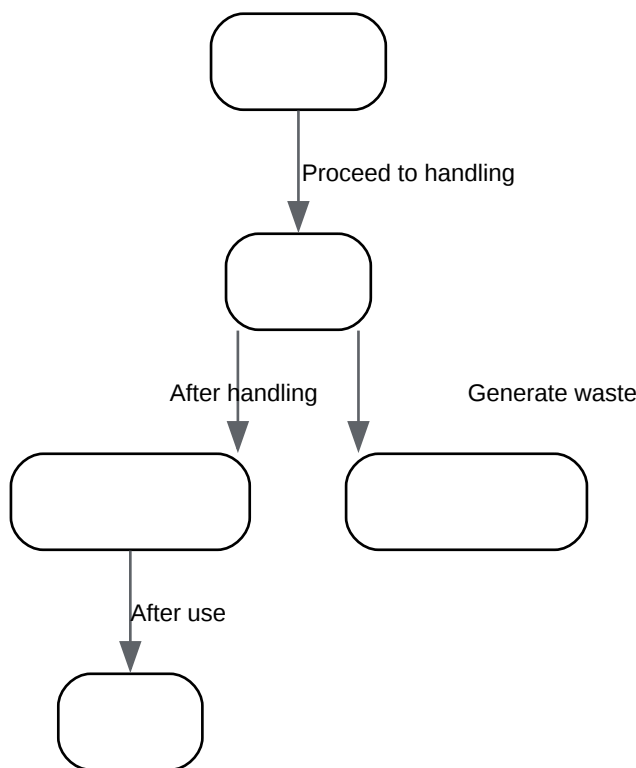 Proceed to handling
After handling
Generate waste
After use